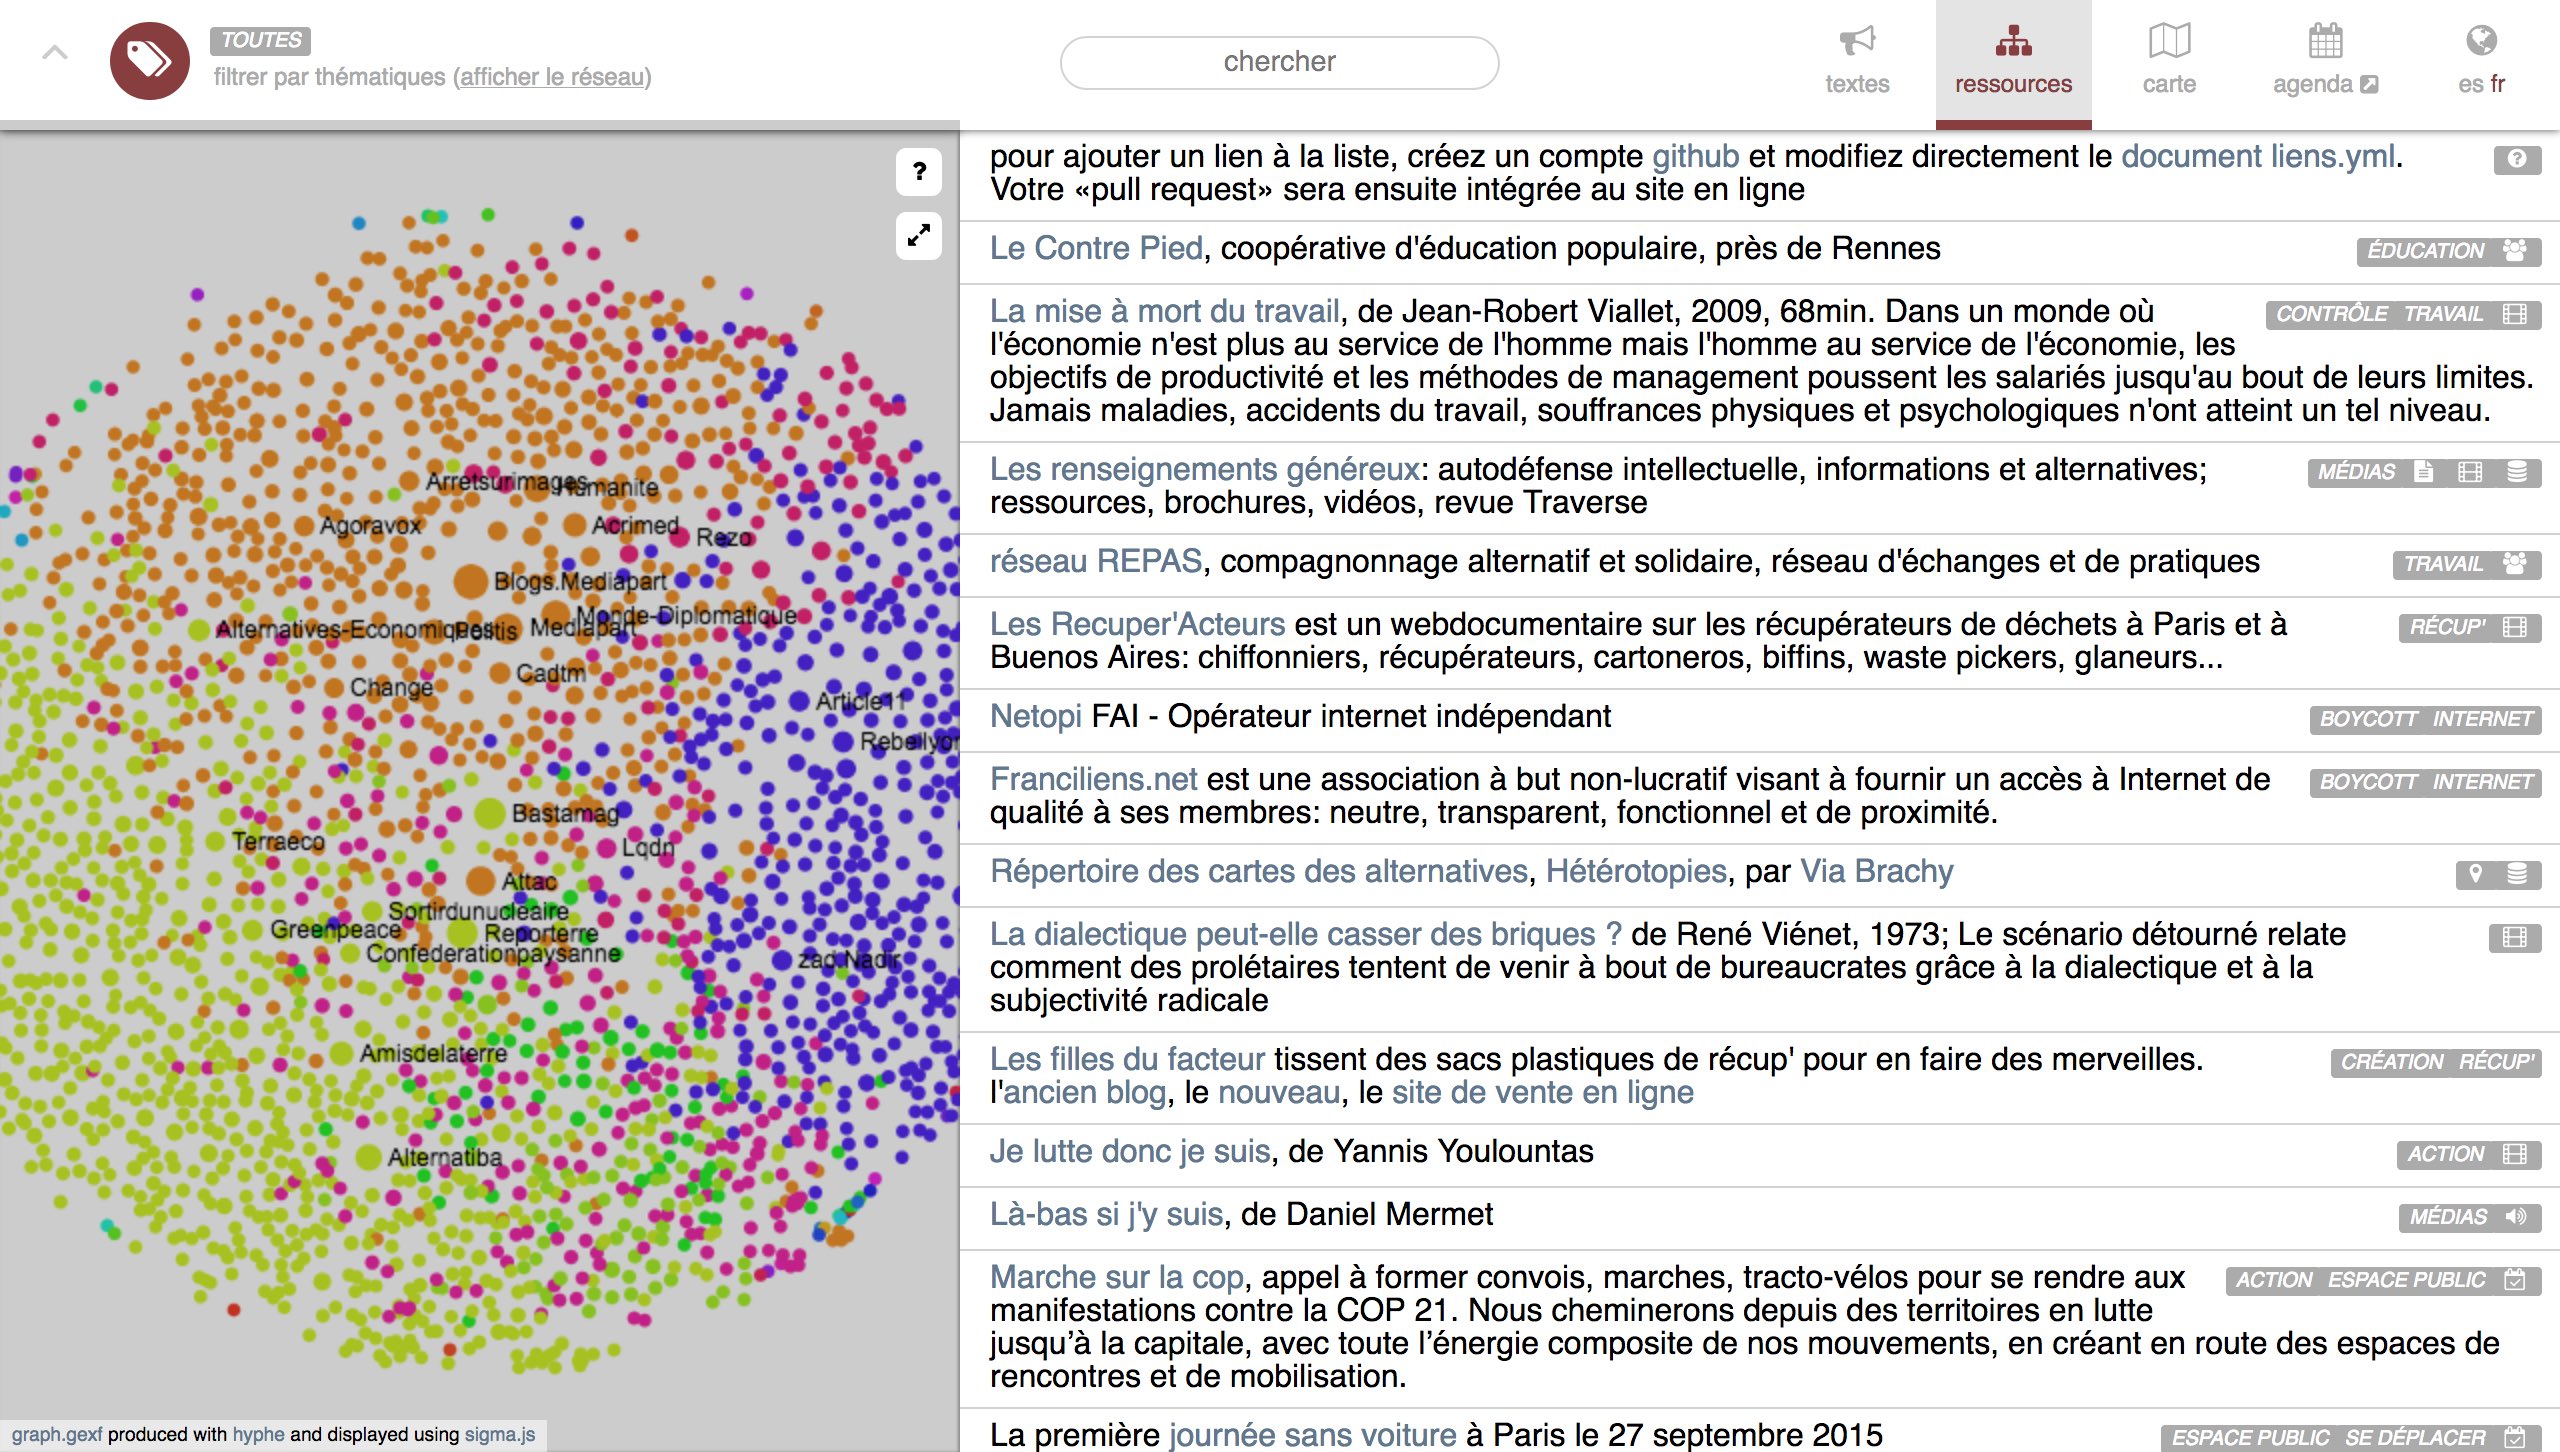 TOUTES
filtrer par thématiques (afficher le réseau)
chercher
textes
ressources
carte
agenda
es fr
?
pour ajouter un lien à la liste, créez un compte github et modifiez directement le document liens.yml.
Votre «pull request» sera ensuite intégrée au site en ligne
Le Contre Pied, coopérative d'éducation populaire, près de Rennes
ÉDUCATION
La mise à mort du travail, de Jean-Robert Viallet, 2009, 68min. Dans un monde où
CONTRÔLE TRAVAIL
l'économie n'est plus au service de l'homme mais l'homme au service de l'économie, les
objectifs de productivité et les méthodes de management poussent les salariés jusqu'au bout de leurs limites.
Jamais maladies, accidents du travail, souffrances physiques et psychologiques n'ont atteint un tel niveau.
Les renseignements généreux: autodéfense intellectuelle, informations et alternatives;
MÉDIAS
ressources, brochures, vidéos, revue Traverse
réseau REPAS, compagnonnage alternatif et solidaire, réseau d'échanges et de pratiques
TRAVAIL
Les Recuper'Acteurs est un webdocumentaire sur les récupérateurs de déchets à Paris et à
RÉCUP'
Buenos Aires: chiffonniers, récupérateurs, cartoneros, biffins, waste pickers, glaneurs...
Netopi FAI - Opérateur internet indépendant
BOYCOTT INTERNET
Franciliens.net est une association à but non-lucratif visant à fournir un accès à Internet de
BOYCOTT INTERNET
qualité à ses membres: neutre, transparent, fonctionnel et de proximité.
Répertoire des cartes des alternatives, Hétérotopies, par Via Brachy
La dialectique peut-elle casser des briques ? de René Viénet, 1973; Le scénario détourné relate
comment des prolétaires tentent de venir à bout de bureaucrates grâce à la dialectique et à la
subjectivité radicale
Les filles du facteur tissent des sacs plastiques de récup' pour en faire des merveilles.
CRÉATION RÉCUP'
l'ancien blog, le nouveau, le site de vente en ligne
Je lutte donc je suis, de Yannis Youlountas
ACTION
Là-bas si j'y suis, de Daniel Mermet
MÉDIAS
Marche sur la cop, appel à former convois, marches, tracto-vélos pour se rendre aux
ACTION ESPACE PUBLIC
manifestations contre la COP 21. Nous cheminerons depuis des territoires en lutte
jusqu’à la capitale, avec toute l’énergie composite de nos mouvements, en créant en route des espaces de
rencontres et de mobilisation.
La première journée sans voiture à Paris le 27 septembre 2015
ESPACE PUBLIC SE DÉPLACER
Arretsurimages
Humanite
Agoravox
Acrimed
Rezo
Blogs.Mediapart
Monde-Diplomatique
Alternatives-Economiques
Politis
Mediapart
Cadtm
Change
Article11
Rebellyon
Bastamag
Terraeco
Lqdn
Attac
Sortirdunucleaire
Greenpeace
Reporterre
Confederationpaysanne
zad.Nadir
Amisdelaterre
Alternatiba
graph.gexf produced with hyphe and displayed using sigma.js